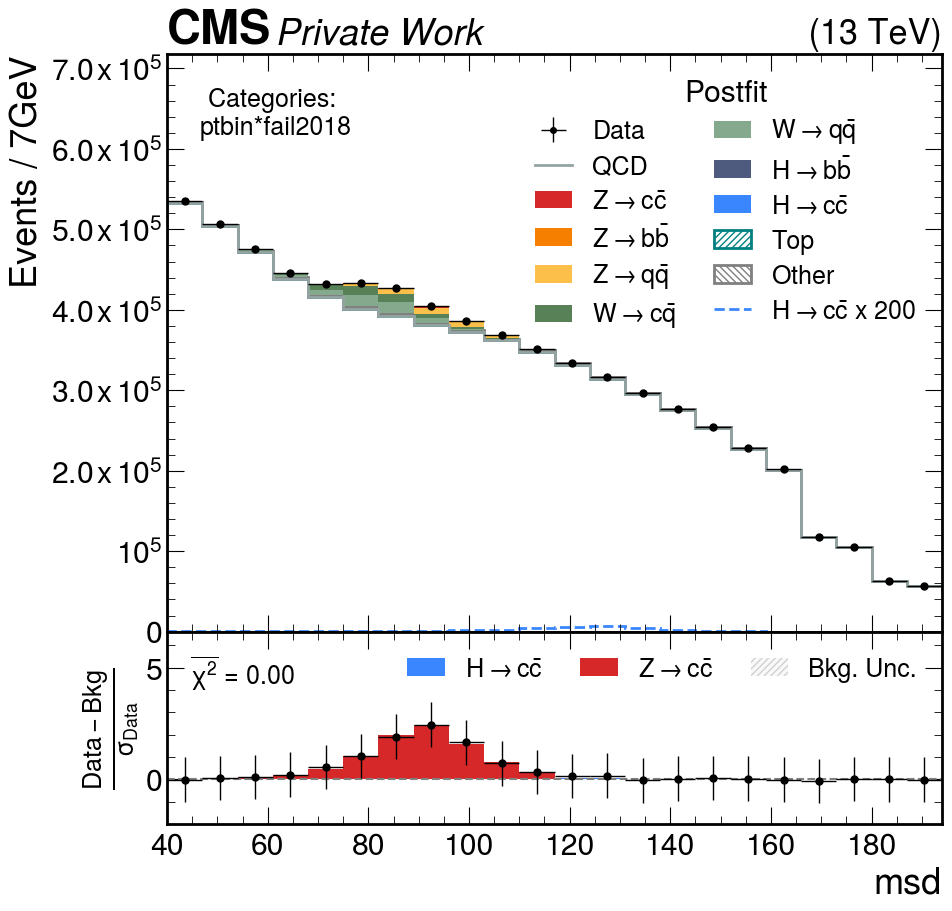 CMS Private Work (13 TeV)
Events / 7GeV
7.0 x 10⁵
6.0 x 10⁵
5.0 x 10⁵
4.0 x 10⁵
3.0 x 10⁵
2.0 x 10⁵
10⁵
0
Categories:
ptbin*fail2018
Postfit
Data
QCD
Z → cc̄
Z → bb̄
Z → qq̄
W → cq̄
W → qq̄
H → bb̄
H → cc̄
Top
Other
H → cc̄ x 200
Data – Bkg
σData
5
0
χ² = 0.00
H → cc̄
Z → cc̄
Bkg. Unc.
40 60 80 100 120 140 160 180
msd